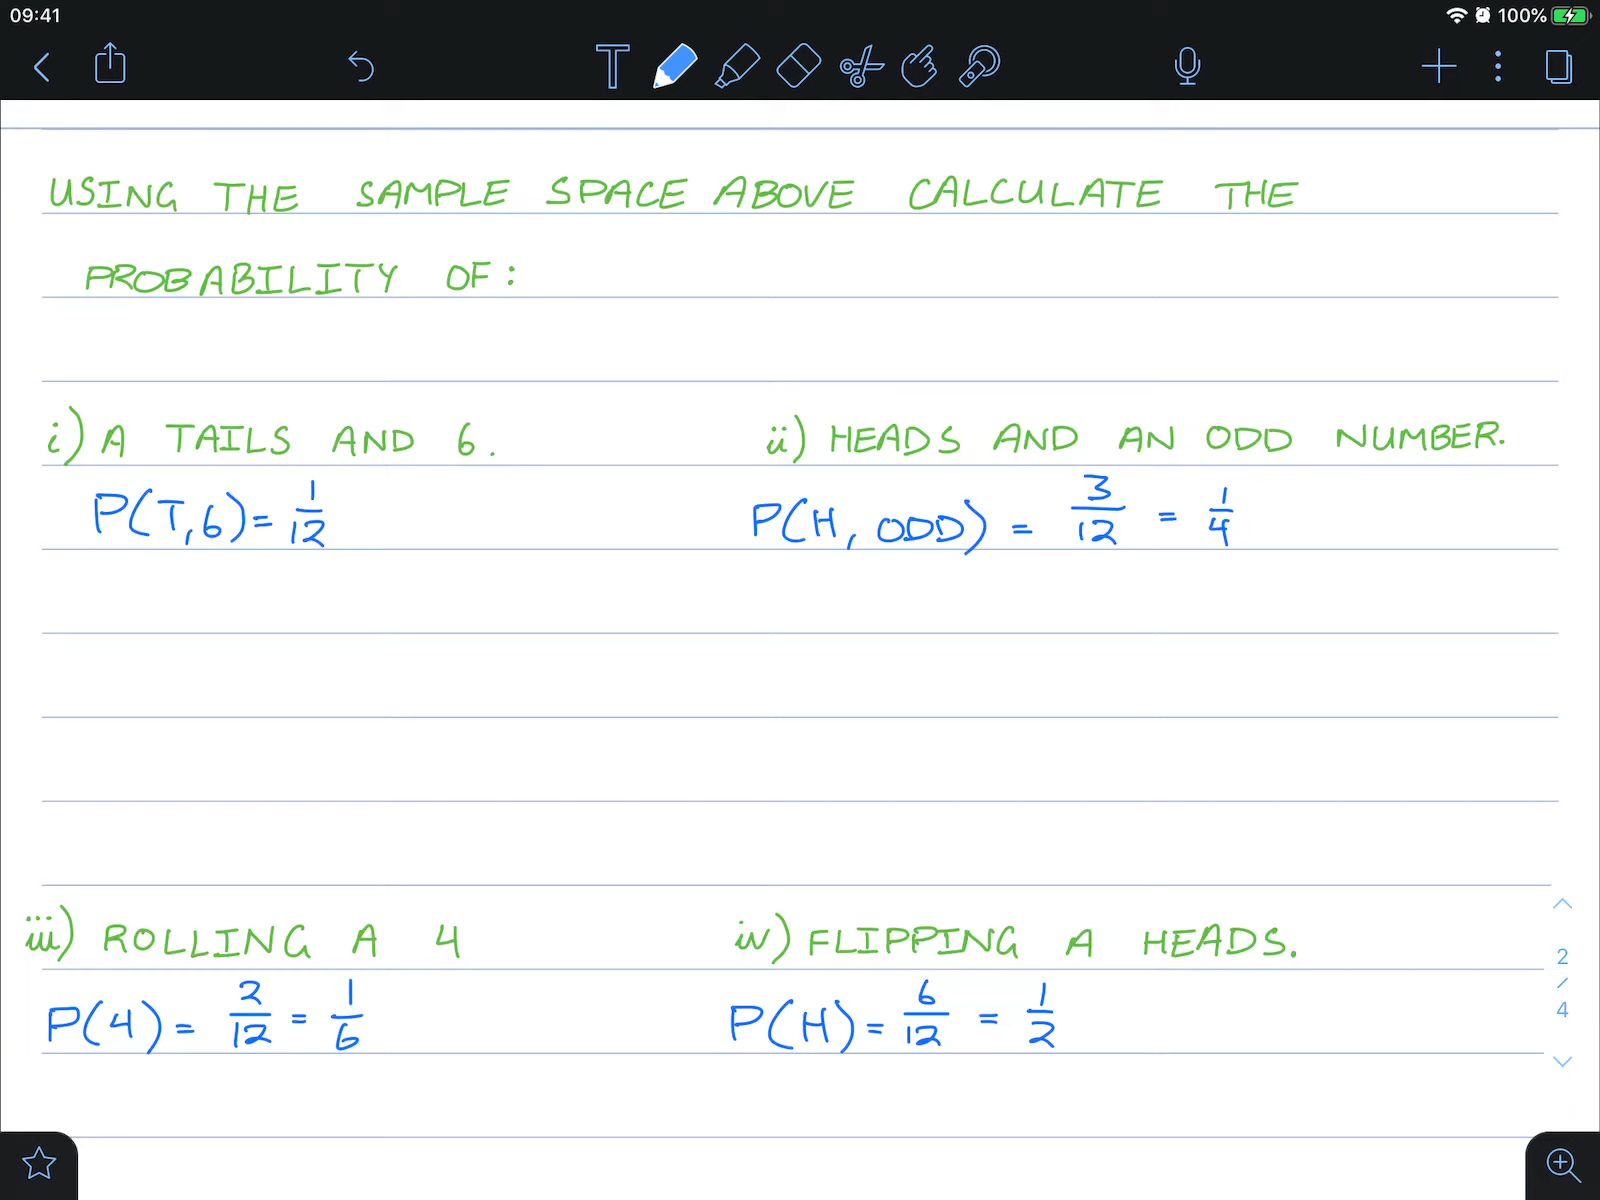 09:41 100%
USING THE SAMPLE SPACE ABOVE CALCULATE THE
PROBABILITY OF:
i) A TAILS AND 6.
P(T,6) = 1/12
ii) HEADS AND AN ODD NUMBER.
P(H, ODD) = 3/12 = 1/4
iii) ROLLING A 4
P(4) = 2/12 = 1/6
iv) FLIPPING A HEADS.
P(H) = 6/12 = 1/2
2
/
4